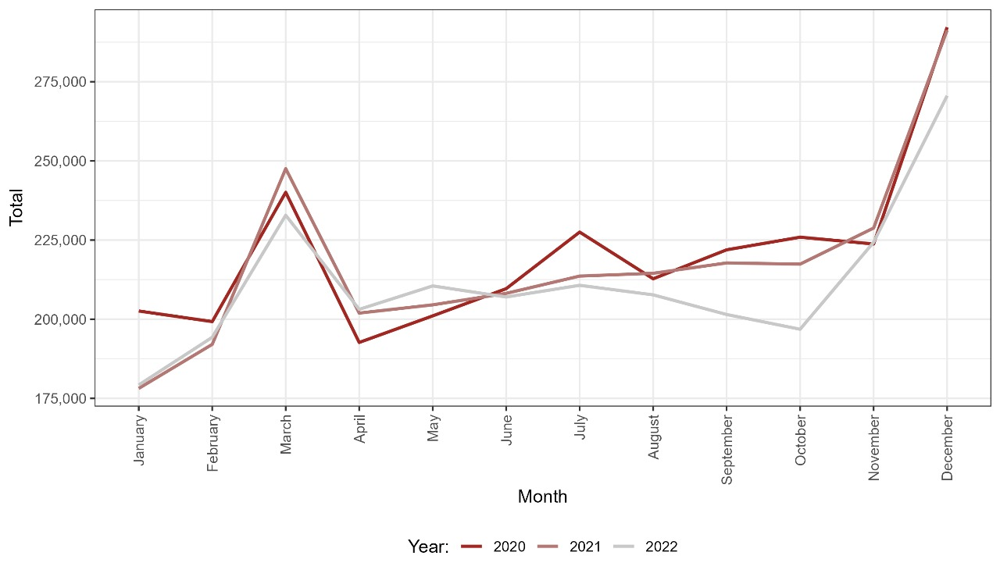 275,000
250,000
225,000
200,000
175,000
Total
January
February
March
April
May
June
July
August
September
October
November
December
Month
Year: 2020 2021 2022